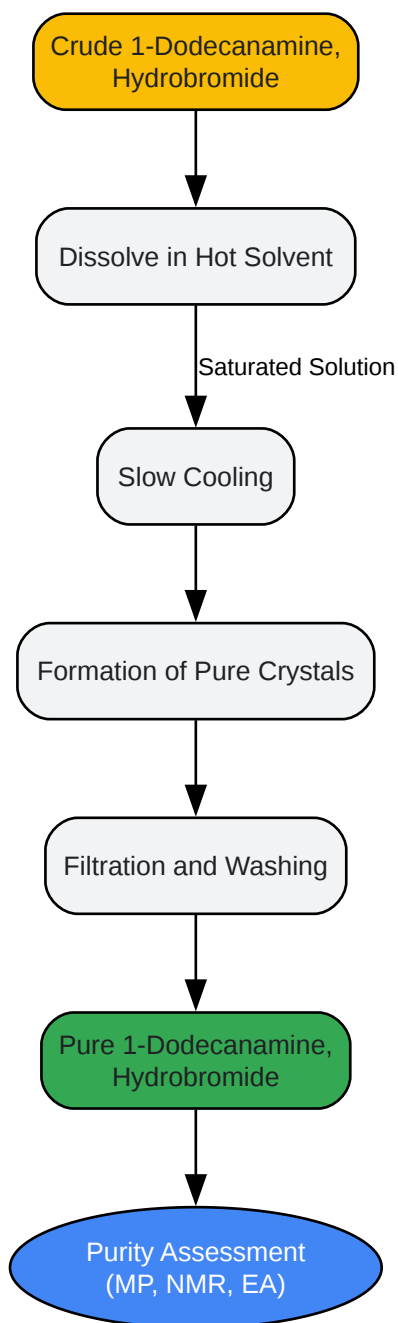 Crude 1-Dodecanamine,
Hydrobromide
Dissolve in Hot Solvent
Saturated Solution
Slow Cooling
Formation of Pure Crystals
Filtration and Washing
Pure 1-Dodecanamine,
Hydrobromide
Purity Assessment
(MP, NMR, EA)